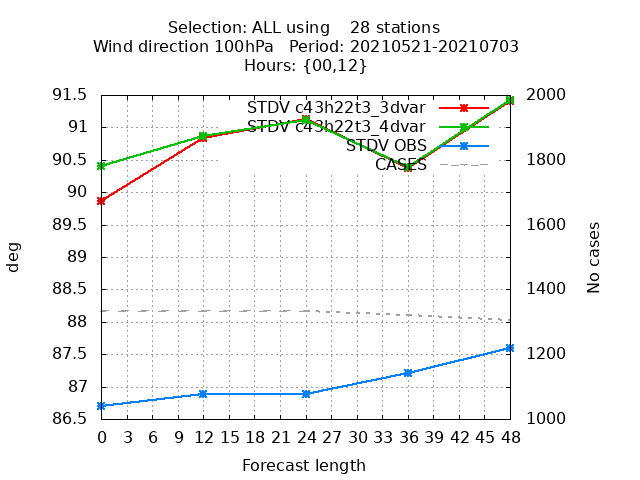 Selection: ALL using 28 stations
Wind direction 100hPa Period: 20210521-20210703
Hours: {00,12}
STDV c43h22t3_3dvar
STDV c43h22t3_4dvar
STDV OBS
CASES
91.5
91
90.5
90
89.5
89
88.5
88
87.5
87
86.5
2000
1800
1600
1400
1200
1000
deg
No cases
0 3 6 9 12 15 18 21 24 27 30 33 36 39 42 45 48
Forecast length